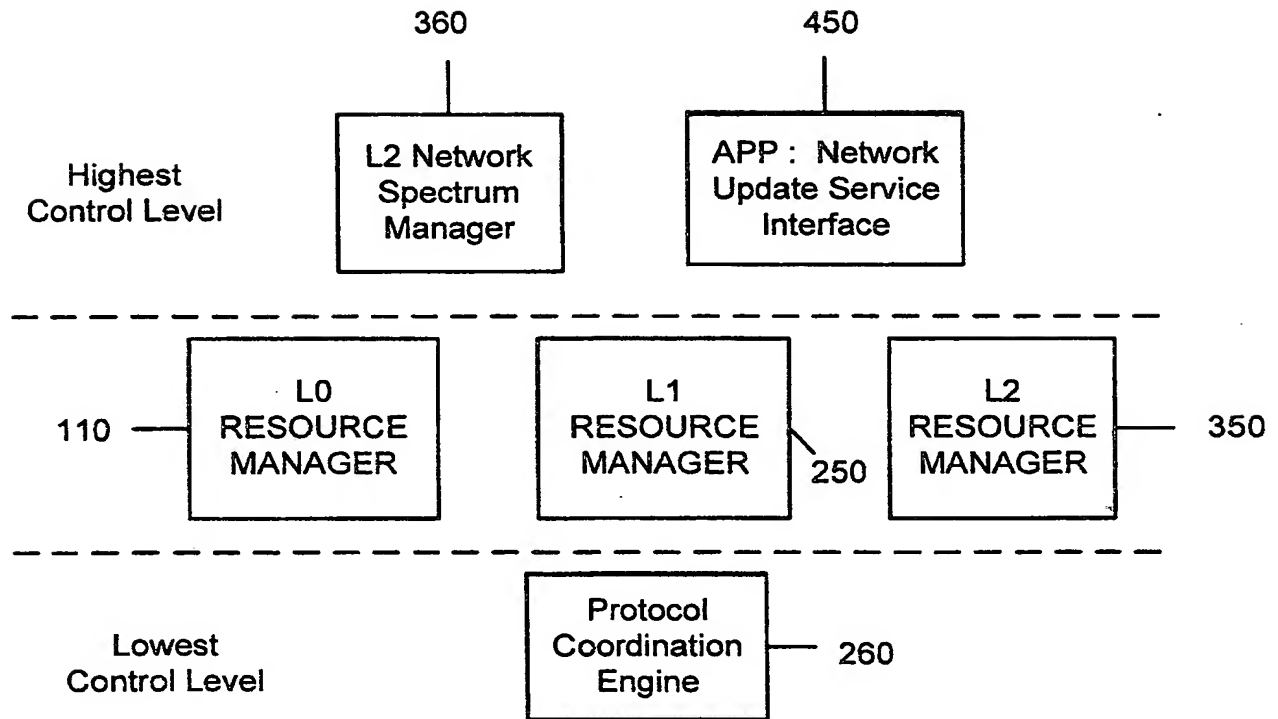 360
450
L2 Network
Spectrum
Manager
APP : Network
Update Service
Interface
Highest
Control Level
L0
RESOURCE
MANAGER
110
L1
RESOURCE
MANAGER
250
L2
RESOURCE
MANAGER
350
Protocol
Coordination
Engine
260
Lowest
Control Level